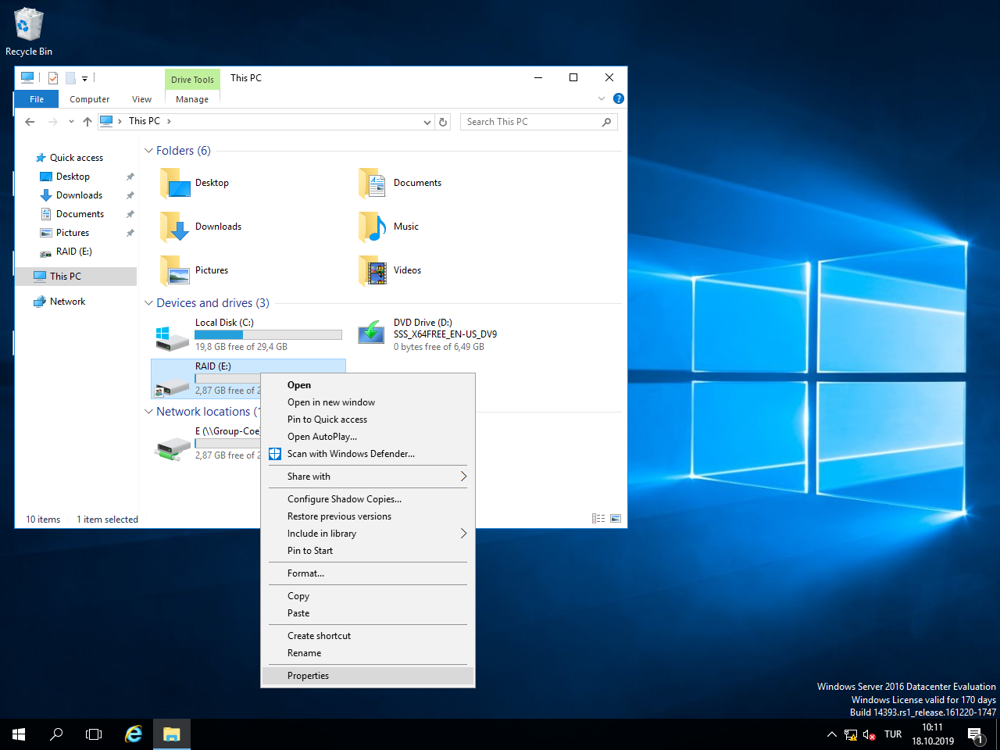 Recycle Bin
Drive Tools
This PC
File
Computer
View
Manage
This PC
Search This PC
Quick access
Desktop
Downloads
Documents
Pictures
RAID (E:)
This PC
Network
Folders (6)
Desktop
Documents
Downloads
Music
Pictures
Videos
Devices and drives (3)
Local Disk (C:)
19,8 GB free of 29,4 GB
DVD Drive (D:)
SSS_X64FREE_EN-US_DV9
0 bytes free of 6,49 GB
RAID (E:)
2,87 GB free of 2
Network locations (
E (\\Group-Coe
2,87 GB free of 2
Open
Open in new window
Pin to Quick access
Open AutoPlay...
Scan with Windows Defender...
Share with
Configure Shadow Copies...
Restore previous versions
Include in library
Pin to Start
Format...
Copy
Paste
Create shortcut
Rename
Properties
10 items
1 item selected
Windows Server 2016 Datacenter Evaluation
Windows License valid for 170 days
Build 14393.rs1_release.161220-1747
TUR
10:11
18.10.2019
1